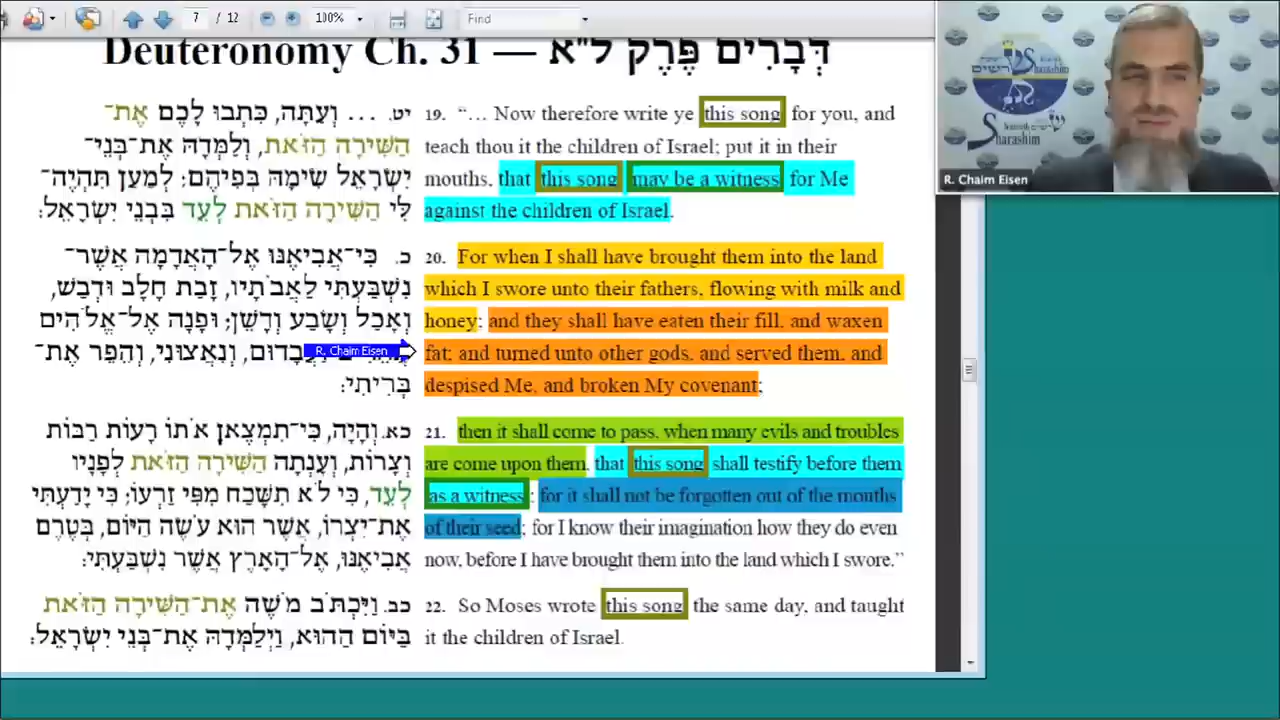 7 / 12
100%
Find
Deuteronomy Ch. 31 — דְּבָרִים פֶּרֶק ל"א
יט. ... וְעַתָּה, כִּתְבוּ לָכֶם אֶת־
הַשִּׁירָה הַזֹּאת, וְלַמְּדָהּ אֶת־בְּנֵי־
יִשְׂרָאֵל שִׂימָהּ בְּפִיהֶם: לְמַעַן תִּהְיֶה־
לִּי הַשִּׁירָה הַזֹּאת לְעֵד בִּבְנֵי יִשְׂרָאֵל:
19. “... Now therefore write ye this song for you, and
teach thou it the children of Israel; put it in their
mouths, that this song may be a witness for Me
against the children of Israel.
כ. כִּי־אֲבִיאֶנּוּ אֶל־הָאֲדָמָה אֲשֶׁר־
נִשְׁבַּעְתִּי לַאֲבֹתָיו, זָבַת חָלָב וּדְבַשׁ,
וְאָכַל וְשָׂבַע וְדָשֵׁן; וּפָנָה אֶל־אֱלֹהִים
וַעֲבָדוּם, וְנִאֲצוּנִי, וְהֵפֵר אֶת־
בְּרִיתִי:
R. Chaim Eisen
20. For when I shall have brought them into the land
which I swore unto their fathers, flowing with milk and
honey; and they shall have eaten their fill, and waxen
fat; and turned unto other gods, and served them, and
despised Me, and broken My covenant;
כא. וְהָיָה, כִּי־תִמְצֶאןָ אֹתוֹ רָעוֹת רַבּוֹת
וְצָרוֹת, וְעָנְתָה הַשִּׁירָה הַזֹּאת לְפָנָיו
לְעֵד, כִּי לֹא תִשָּׁכַח מִפִּי זַרְעוֹ; כִּי יָדַעְתִּי
אֶת־יִצְרוֹ, אֲשֶׁר הוּא עֹשֶׂה הַיּוֹם, בְּטֶרֶם
אֲבִיאֶנּוּ, אֶל־הָאָרֶץ אֲשֶׁר נִשְׁבָּעְתִּי:
21. then it shall come to pass, when many evils and troubles
are come upon them, that this song shall testify before them
as a witness; for it shall not be forgotten out of the mouths
of their seed; for I know their imagination how they do even
now, before I have brought them into the land which I swore.”
כב. וַיִּכְתֹּב מֹשֶׁה אֶת־הַשִּׁירָה הַזֹּאת
בַּיּוֹם הַהוּא, וַיְלַמְּדָהּ אֶת־בְּנֵי יִשְׂרָאֵל:
22. So Moses wrote this song the same day, and taught
it the children of Israel.
שרשים
Sharashim
R. Chaim Eisen